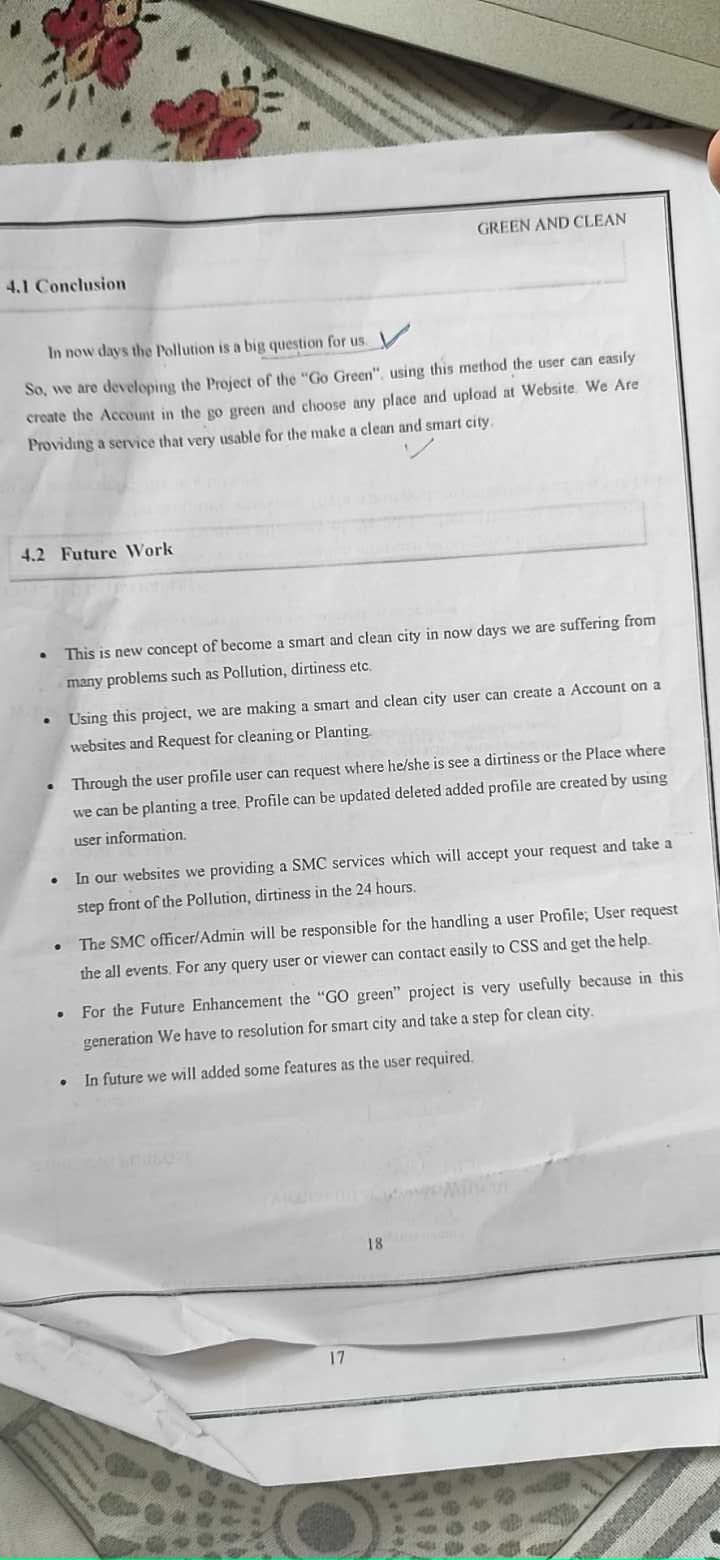 GREEN AND CLEAN
4.1 Conclusion
In now days the Pollution is a big question for us.
So, we are developing the Project of the “Go Green”. using this method the user can easily
create the Account in the go green and choose any place and upload at Website. We Are
Providing a service that very usable for the make a clean and smart city.
4.2 Future Work
• This is new concept of become a smart and clean city in now days we are suffering from
many problems such as Pollution, dirtiness etc.
• Using this project, we are making a smart and clean city user can create a Account on a
websites and Request for cleaning or Planting.
• Through the user profile user can request where he/she is see a dirtiness or the Place where
we can be planting a tree. Profile can be updated deleted added profile are created by using
user information.
• In our websites we providing a SMC services which will accept your request and take a
step front of the Pollution, dirtiness in the 24 hours.
• The SMC officer/Admin will be responsible for the handling a user Profile; User request
the all events. For any query user or viewer can contact easily to CSS and get the help.
• For the Future Enhancement the “GO green” project is very usefully because in this
generation We have to resolution for smart city and take a step for clean city.
• In future we will added some features as the user required.
18
17